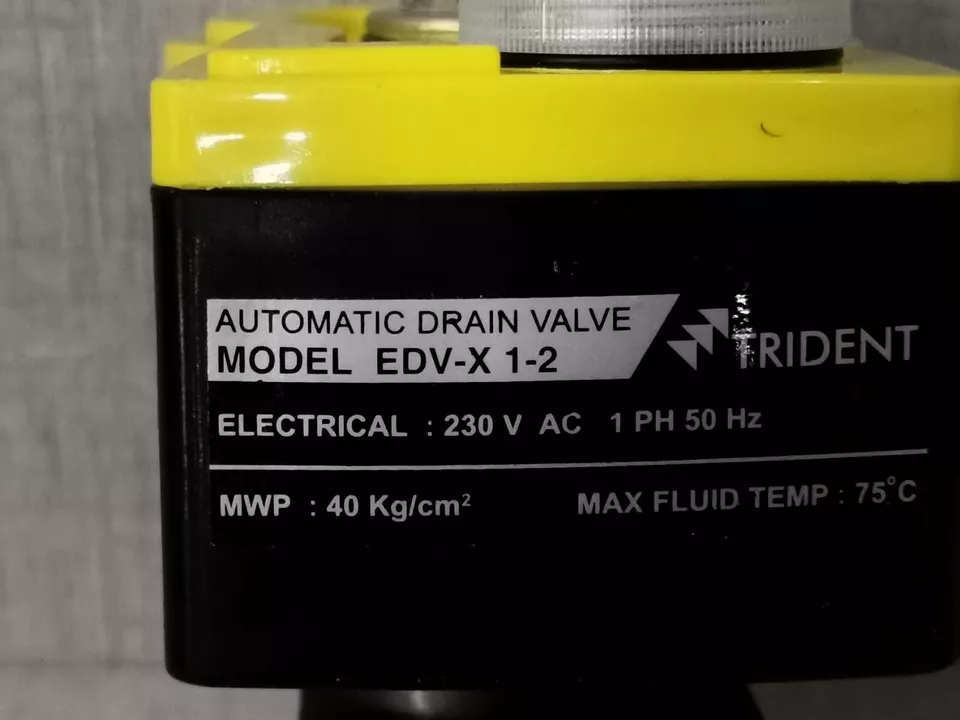 AUTOMATIC DRAIN VALVE
MODEL EDV-X 1-2
TRIDENT
ELECTRICAL : 230 V AC 1 PH 50 Hz
MWP : 40 Kg/cm²
MAX FLUID TEMP : 75°C